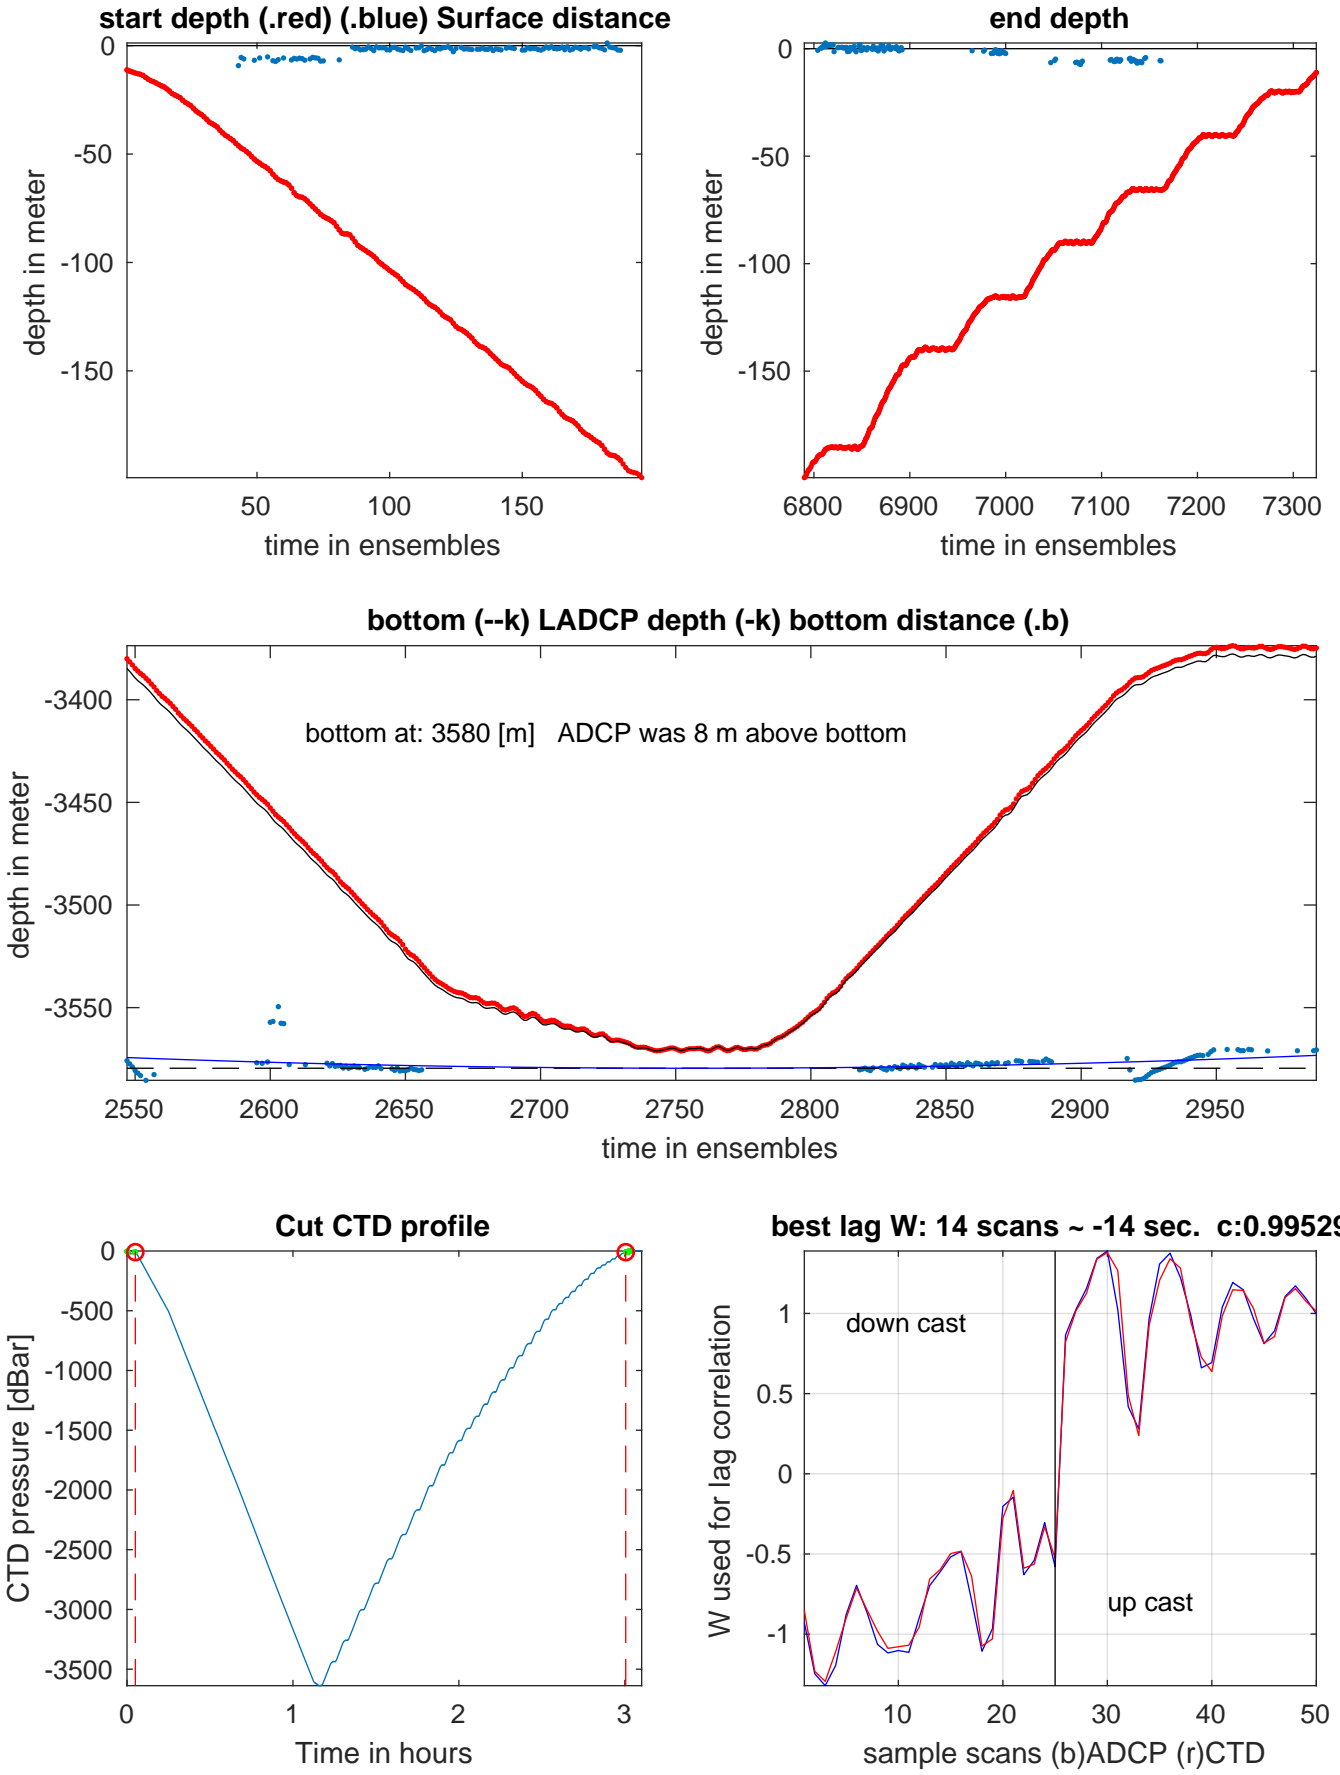 start depth (.red) (.blue) Surface distance
0
-50
-100
-150
depth in meter
50
100
150
time in ensembles
end depth
0
-50
-100
-150
depth in meter
6800
6900
7000
7100
7200
7300
time in ensembles
bottom (--k) LADCP depth (-k) bottom distance (.b)
bottom at: 3580 [m]   ADCP was 8 m above bottom
-3400
-3450
-3500
-3550
depth in meter
2550
2600
2650
2700
2750
2800
2850
2900
2950
time in ensembles
Cut CTD profile
0
-500
-1000
-1500
-2000
-2500
-3000
-3500
CTD pressure [dBar]
0
1
2
3
Time in hours
best lag W: 14 scans ~ -14 sec.  c:0.99529
down cast
up cast
1
0.5
0
-0.5
-1
W used for lag correlation
10
20
30
40
50
sample scans (b)ADCP (r)CTD